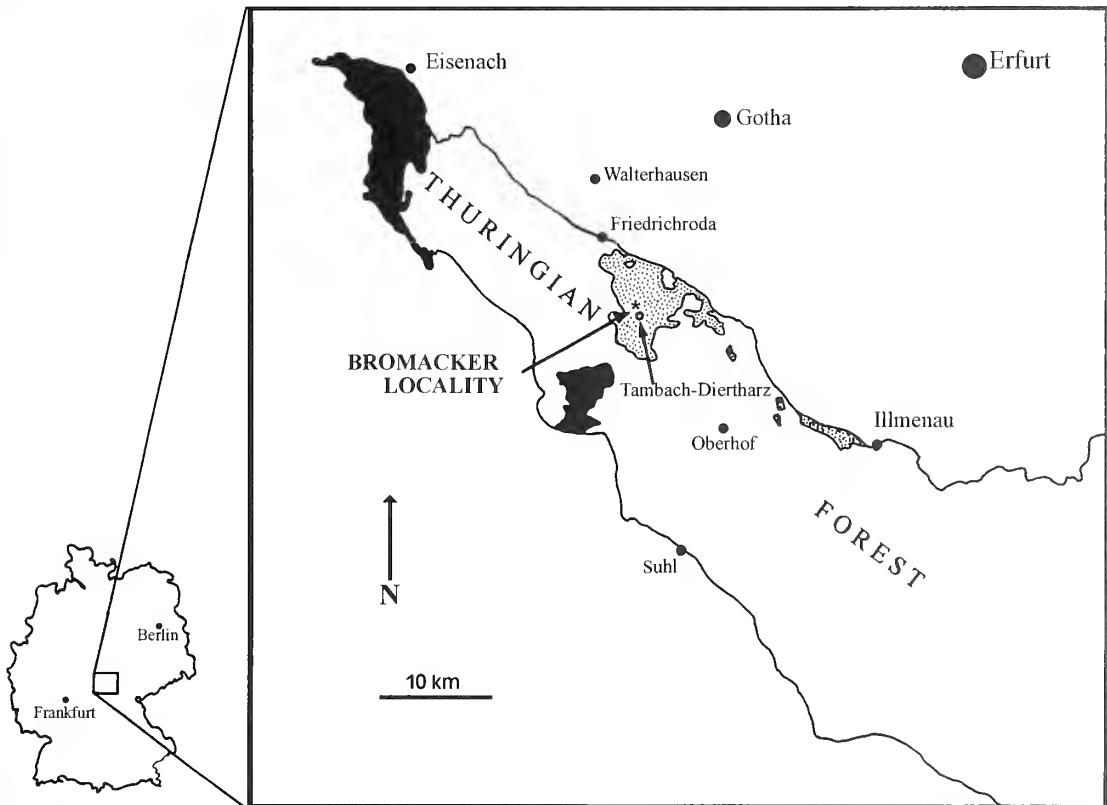 Eisenach
Erfurt
Gotha
Walterhausen
Friedrichroda
THURINGIAN
BROMACKER
LOCALITY
Tambach-Diertharz
Illmenau
Oberhof
FOREST
Suhl
N
10 km
Berlin
Frankfurt